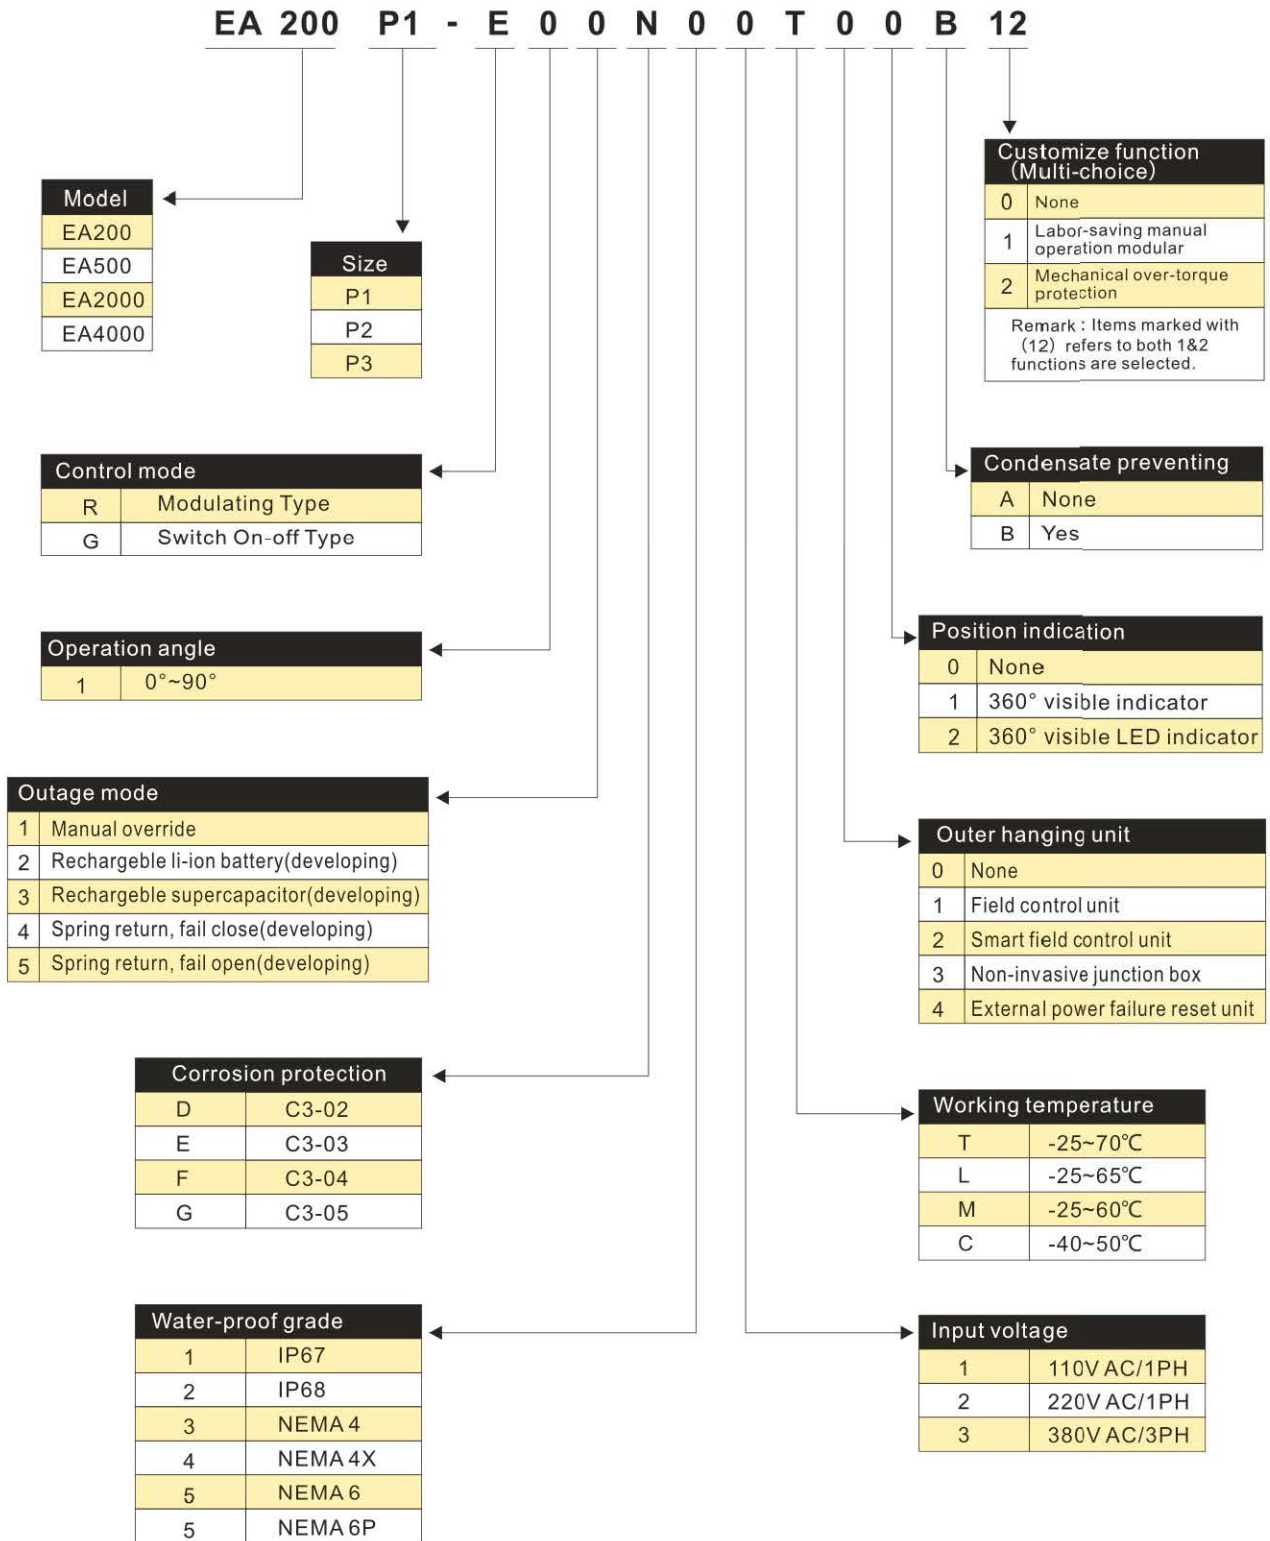 EA 200 P1 - E 0 0 N 0 0 T 0 0 B 12
Model
EA200
EA500
EA2000
EA4000
Size
P1
P2
P3
Customize function
(Multi-choice)
0 None
1 Labor-saving manual
operation modular
2 Mechanical over-torque
protection
Remark : Items marked with
(12) refers to both 1&2
functions are selected.
Control mode
R Modulating Type
G Switch On-off Type
Condensate preventing
A None
B Yes
Operation angle
1 0°~90°
Position indication
0 None
1 360° visible indicator
2 360° visible LED indicator
Outage mode
1 Manual override
2 Rechargeble li-ion battery(developing)
3 Rechargeble supercapacitor(developing)
4 Spring return, fail close(developing)
5 Spring return, fail open(developing)
Outer hanging unit
0 None
1 Field control unit
2 Smart field control unit
3 Non-invasive junction box
4 External power failure reset unit
Corrosion protection
D C3-02
E C3-03
F C3-04
G C3-05
Working temperature
T -25~70℃
L -25~65℃
M -25~60℃
C -40~50℃
Water-proof grade
1 IP67
2 IP68
3 NEMA 4
4 NEMA 4X
5 NEMA 6
5 NEMA 6P
Input voltage
1 110V AC/1PH
2 220V AC/1PH
3 380V AC/3PH